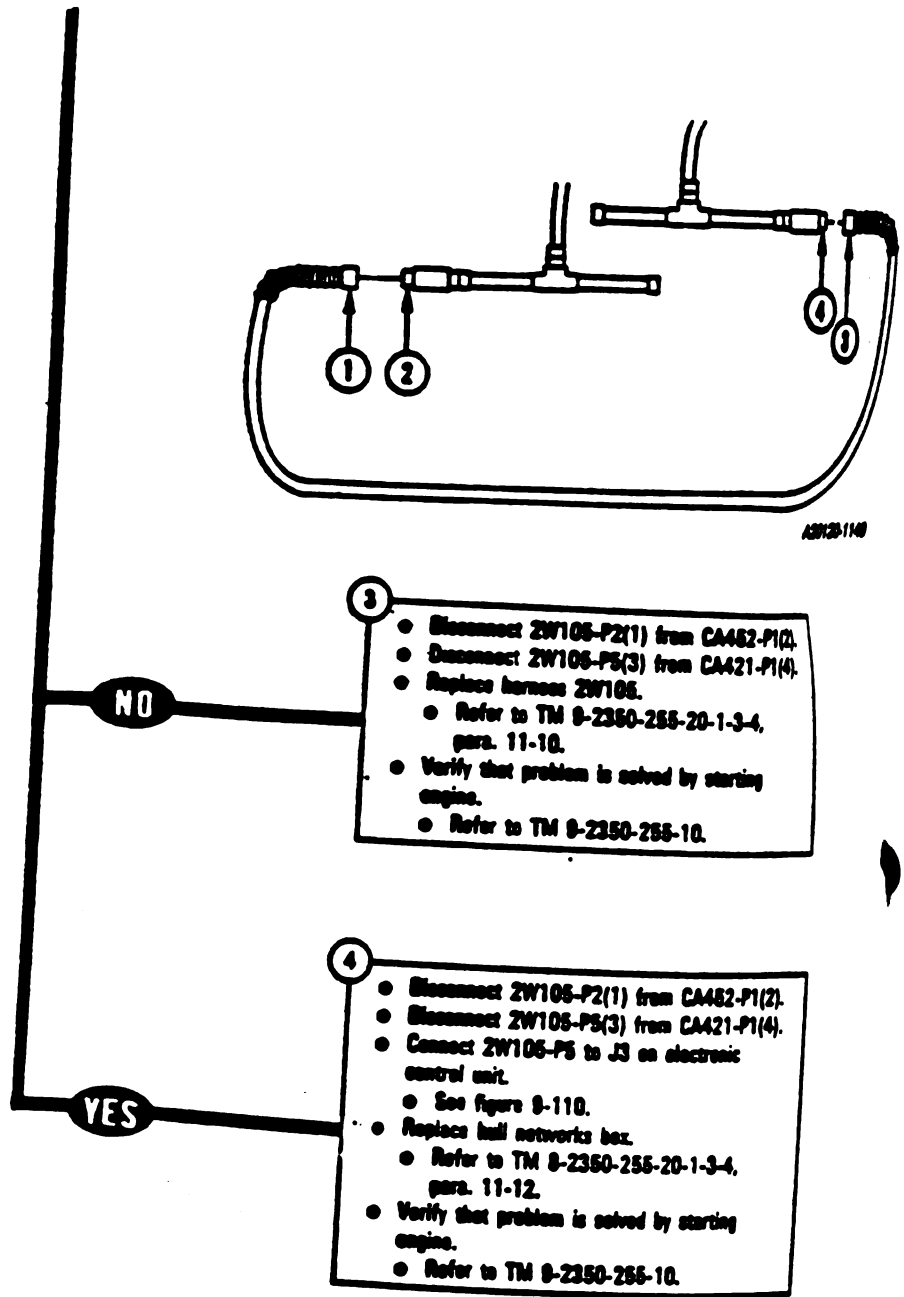 4
1
2
3
3
● Disconnect 2W105-P2(1) from CA452-P1(2).
● Disconnect 2W105-P5(3) from CA421-P1(4).
● Replace harness 2W105.
● Refer to TM 9-2350-255-20-1-3-4,
para. 11-10.
● Verify that problem is solved by starting
engine.
● Refer to TM 9-2350-255-10.
NO
4
● Disconnect 2W105-P2(1) from CA452-P1(2).
● Disconnect 2W105-P5(3) from CA421-P1(4).
● Connect 2W105-P5 to J3 on electronic
control unit.
● See figure 9-110.
● Replace hull networks box.
● Refer to TM 9-2350-255-20-1-3-4,
para. 11-12.
● Verify that problem is solved by starting
engine.
● Refer to TM 9-2350-255-10.
YES